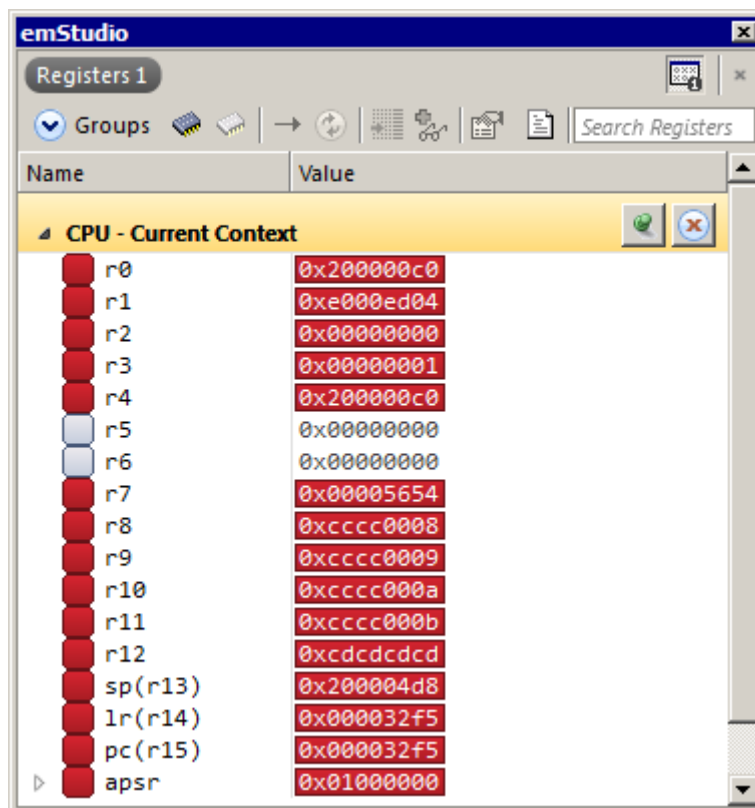 emStudio
Registers 1
Groups Search Registers
Name Value
CPU - Current Context
r0 0x200000c0
r1 0xe000ed04
r2 0x00000000
r3 0x00000001
r4 0x200000c0
r5 0x00000000
r6 0x00000000
r7 0x00005654
r8 0xcccc0008
r9 0xcccc0009
r10 0xcccc000a
r11 0xcccc000b
r12 0xcdcdcdcd
sp(r13) 0x200004d8
lr(r14) 0x000032f5
pc(r15) 0x000032f5
apsr 0x01000000